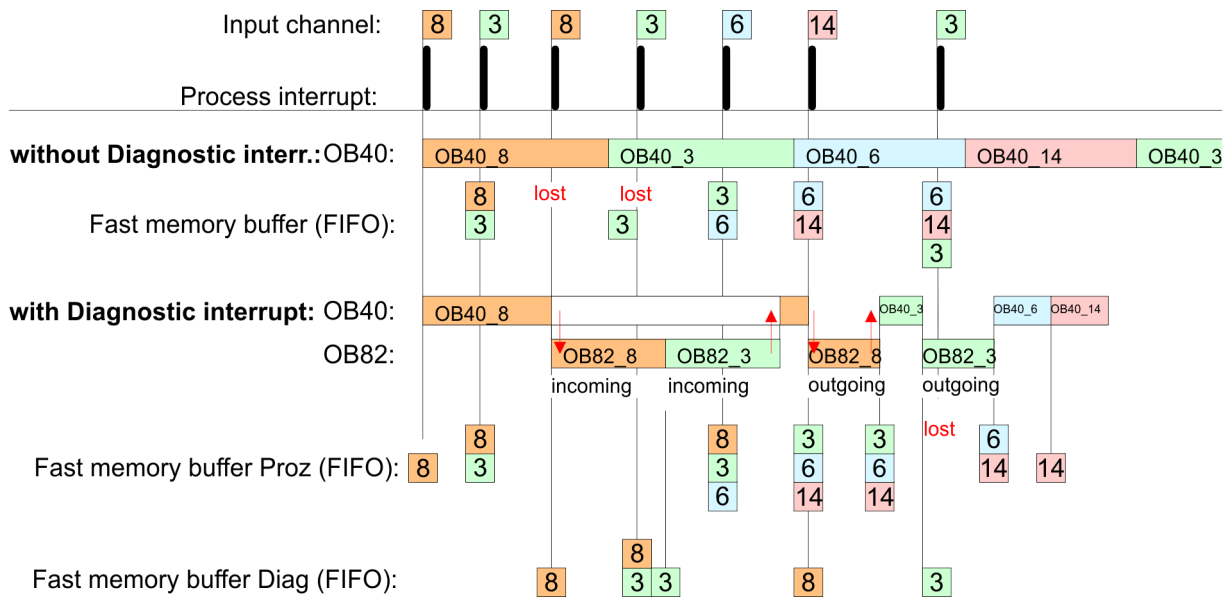 Input channel: 8 3 8 3 6 14 3
Process interrupt:
without Diagnostic interr.: OB40: OB40_8 OB40_3 OB40_6 OB40_14 OB40_3
8 lost lost 3 6 6
Fast memory buffer (FIFO): 3 3 6 14 14
3
with Diagnostic interrupt: OB40: OB40_8 OB40_3 OB40_6 OB40_14
OB82: OB82_8 OB82_3 OB82_8 OB82_3
incoming incoming outgoing outgoing
8 8 3 3 lost 6
Fast memory buffer Proz (FIFO): 8 3 3 6 6 14 14
6 14 14
8
Fast memory buffer Diag (FIFO): 8 3 3 8 3